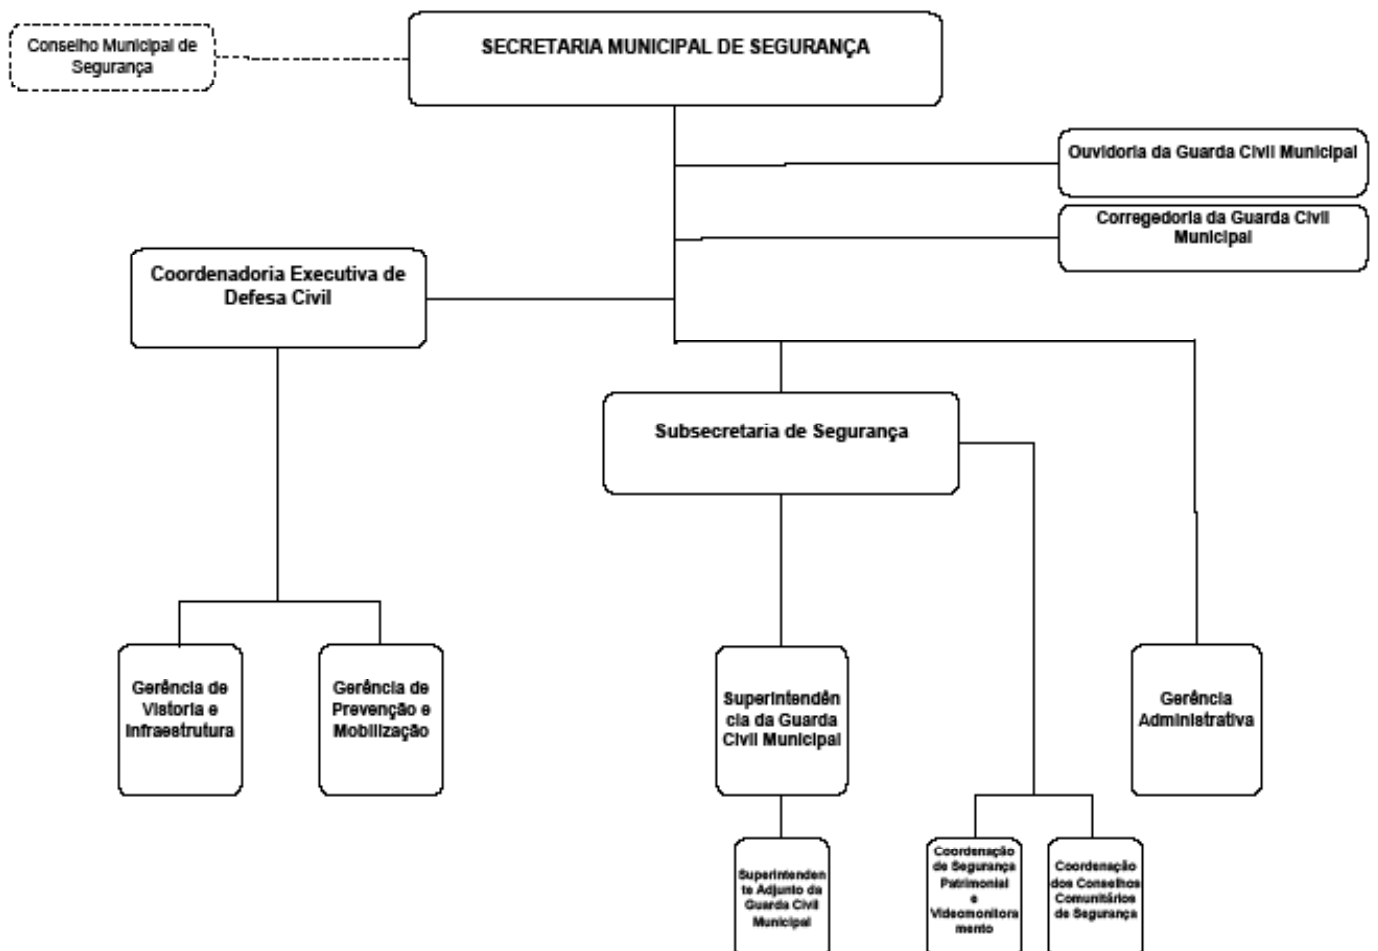 Conselho Municipal de
Segurança
SECRETARIA MUNICIPAL DE SEGURANÇA
Ouvidoria da Guarda Civil Municipal
Corregedoria da Guarda Civil
Municipal
Coordenadoria Executiva de
Defesa Civil
Subsecretaria de Segurança
Gerência de
Vistoria e
Infraestrutura
Gerência de
Prevenção e
Mobilização
Superintendên
cia da Guarda
Civil Municipal
Gerência
Administrativa
Superintenden
te Adjunto da
Guarda Civil
Municipal
Coordenação
de Segurança
Patrimonial
e
Videomonitora
mento
Coordenação
dos Conselhos
Comunitários
de Segurança